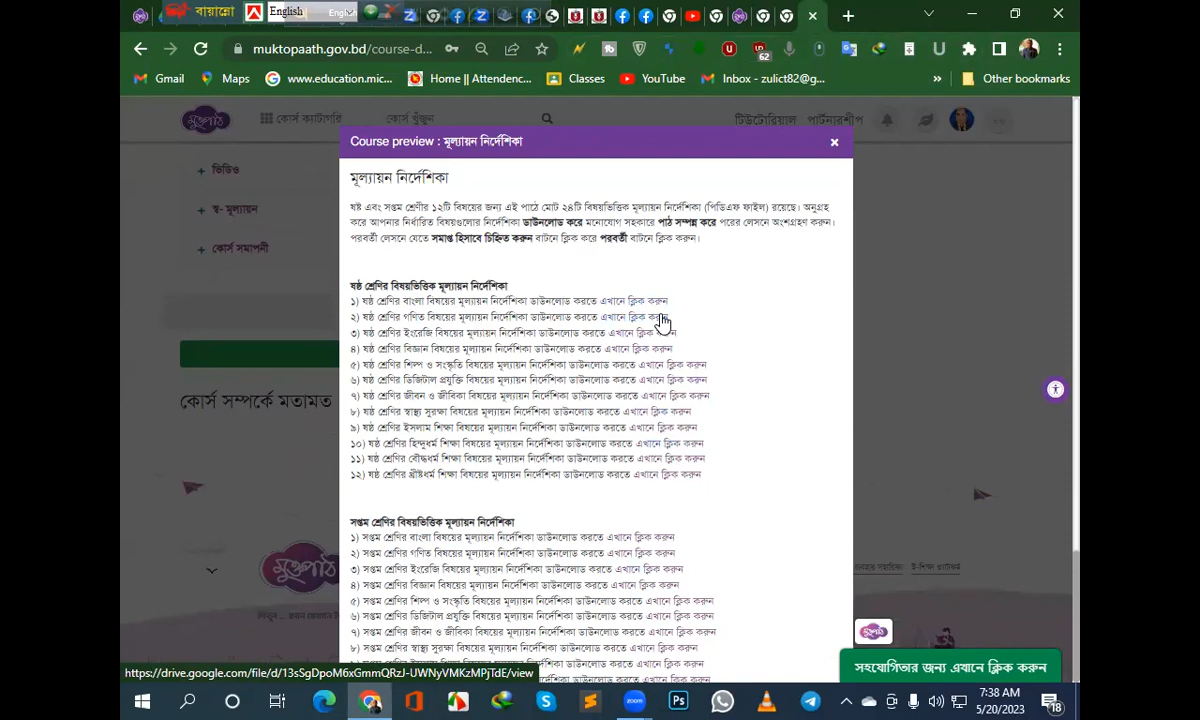 বায়ান্নো English English
muktopaath.gov.bd/course-d... 62
Gmail Maps www.education.mic... Home || Attendenc... Classes YouTube Inbox - zulict82@g... » Other bookmarks
মুক্তপাঠ কোর্স ক্যাটাগরি কোর্স খুঁজুন টিউটোরিয়াল পার্টনারশীপ
Course preview : মূল্যায়ন নির্দেশিকা
+ ভিডিও
+ স্ব- মূল্যায়ন
+ কোর্স সমাপনী
কোর্স সম্পর্কে মতামত
মূল্যায়ন নির্দেশিকা
ষষ্ট এবং সপ্তম শ্রেণীর ১২টি বিষয়ের জন্য এই পাঠে মোট ২৪টি বিষয়ভিত্তিক মূল্যায়ন নির্দেশিকা (পিডিএফ ফাইল) রয়েছে। অনুগ্রহ
করে আপনার নির্ধারিত বিষয়গুলোর নির্দেশিকা ডাউনলোড করে মনোযোগ সহকারে পাঠ সম্পন্ন করে পরের লেসনে অংশগ্রহণ করুন।
পরবর্তী লেসনে যেতে সমাপ্ত হিসাবে চিহ্নিত করুন বাটনে ক্লিক করে পরবর্তী বাটনে ক্লিক করুন।
ষষ্ঠ শ্রেণির বিষয়ভিত্তিক মূল্যায়ন নির্দেশিকা
১) ষষ্ঠ শ্রেণির বাংলা বিষয়ের মূল্যায়ন নির্দেশিকা ডাউনলোড করতে এখানে ক্লিক করুন
২) ষষ্ঠ শ্রেণির গণিত বিষয়ের মূল্যায়ন নির্দেশিকা ডাউনলোড করতে এখানে ক্লিক করুন
৩) ষষ্ঠ শ্রেণির ইংরেজি বিষয়ের মূল্যায়ন নির্দেশিকা ডাউনলোড করতে এখানে ক্লিক করুন
৪) ষষ্ঠ শ্রেণির বিজ্ঞান বিষয়ের মূল্যায়ন নির্দেশিকা ডাউনলোড করতে এখানে ক্লিক করুন
৫) ষষ্ঠ শ্রেণির শিল্প ও সংস্কৃতি বিষয়ের মূল্যায়ন নির্দেশিকা ডাউনলোড করতে এখানে ক্লিক করুন
৬) ষষ্ঠ শ্রেণির ডিজিটাল প্রযুক্তি বিষয়ের মূল্যায়ন নির্দেশিকা ডাউনলোড করতে এখানে ক্লিক করুন
৭) ষষ্ঠ শ্রেণির জীবন ও জীবিকা বিষয়ের মূল্যায়ন নির্দেশিকা ডাউনলোড করতে এখানে ক্লিক করুন
৮) ষষ্ঠ শ্রেণির স্বাস্থ্য সুরক্ষা বিষয়ের মূল্যায়ন নির্দেশিকা ডাউনলোড করতে এখানে ক্লিক করুন
৯) ষষ্ঠ শ্রেণির ইসলাম শিক্ষা বিষয়ের মূল্যায়ন নির্দেশিকা ডাউনলোড করতে এখানে ক্লিক করুন
১০) ষষ্ঠ শ্রেণির হিন্দুধর্ম শিক্ষা বিষয়ের মূল্যায়ন নির্দেশিকা ডাউনলোড করতে এখানে ক্লিক করুন
১১) ষষ্ঠ শ্রেণির বৌদ্ধধর্ম শিক্ষা বিষয়ের মূল্যায়ন নির্দেশিকা ডাউনলোড করতে এখানে ক্লিক করুন
১২) ষষ্ঠ শ্রেণির খ্রীষ্টধর্ম শিক্ষা বিষয়ের মূল্যায়ন নির্দেশিকা ডাউনলোড করতে এখানে ক্লিক করুন
সপ্তম শ্রেণির বিষয়ভিত্তিক মূল্যায়ন নির্দেশিকা
১) সপ্তম শ্রেণির বাংলা বিষয়ের মূল্যায়ন নির্দেশিকা ডাউনলোড করতে এখানে ক্লিক করুন
২) সপ্তম শ্রেণির গণিত বিষয়ের মূল্যায়ন নির্দেশিকা ডাউনলোড করতে এখানে ক্লিক করুন
৩) সপ্তম শ্রেণির ইংরেজি বিষয়ের মূল্যায়ন নির্দেশিকা ডাউনলোড করতে এখানে ক্লিক করুন
৪) সপ্তম শ্রেণির বিজ্ঞান বিষয়ের মূল্যায়ন নির্দেশিকা ডাউনলোড করতে এখানে ক্লিক করুন
৫) সপ্তম শ্রেণির শিল্প ও সংস্কৃতি বিষয়ের মূল্যায়ন নির্দেশিকা ডাউনলোড করতে এখানে ক্লিক করুন
৬) সপ্তম শ্রেণির ডিজিটাল প্রযুক্তি বিষয়ের মূল্যায়ন নির্দেশিকা ডাউনলোড করতে এখানে ক্লিক করুন
৭) সপ্তম শ্রেণির জীবন ও জীবিকা বিষয়ের মূল্যায়ন নির্দেশিকা ডাউনলোড করতে এখানে ক্লিক করুন
৮) সপ্তম শ্রেণির স্বাস্থ্য সুরক্ষা বিষয়ের মূল্যায়ন নির্দেশিকা ডাউনলোড করতে এখানে ক্লিক করুন
মুক্তপাঠ
সহযোগিতার জন্য এখানে ক্লিক করুন
https://drive.google.com/file/d/13sSgDpoM6xGmmQRzJ-UWNyVMKzMPjTdE/view
zoom Ps 7:38 AM
5/20/2023 18